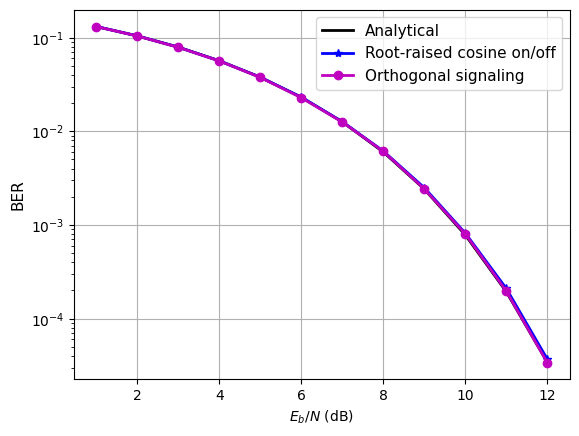 Analytical
Root-raised cosine on/off
Orthogonal signaling
10⁻¹
10⁻²
10⁻³
10⁻⁴
BER
2 4 6 8 10 12
E_b/N (dB)